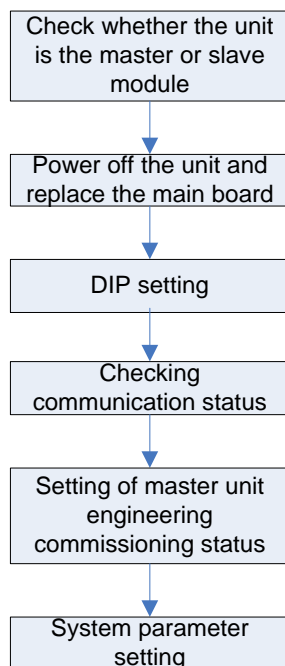 Check whether the unit
is the master or slave
module
Power off the unit and
replace the main board
DIP setting
Checking
communication status
Setting of master unit
engineering
commissioning status
System parameter
setting